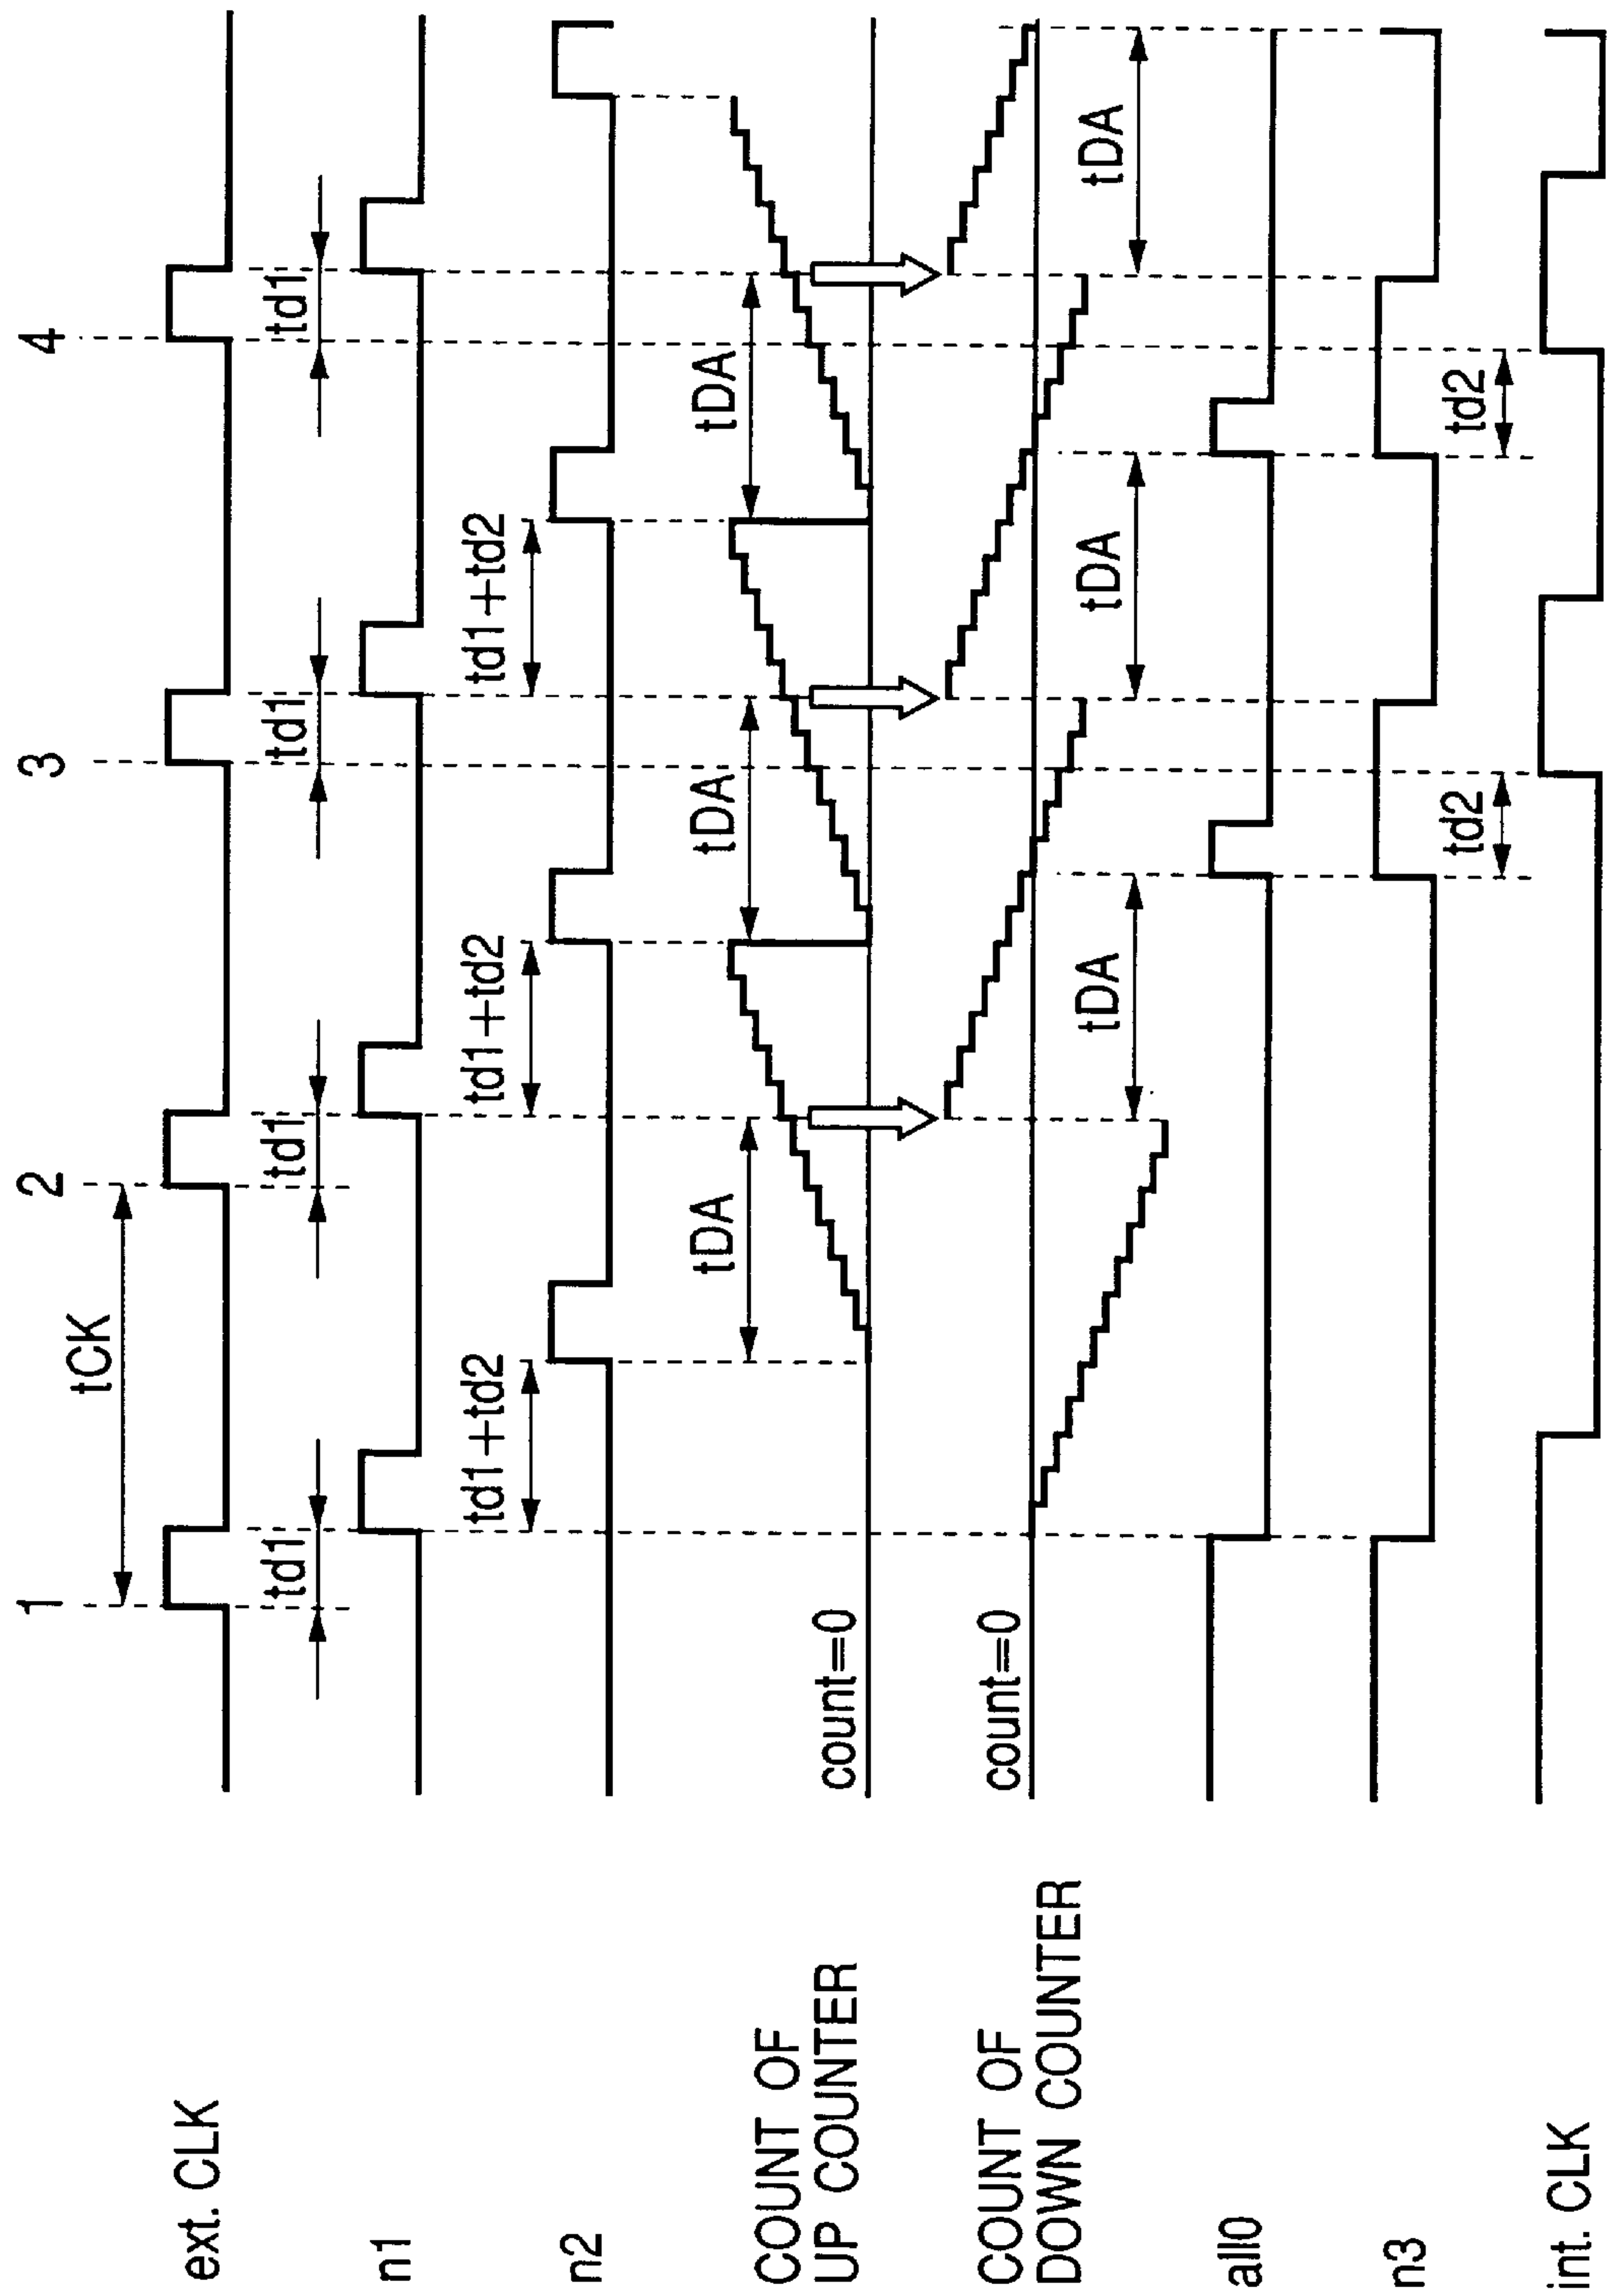 1
2
3
4
tCK
ext. CLK
td1
td1
td1
td1
n1
td1+td2
td1+td2
td1+td2
n2
tDA
tDA
tDA
COUNT OF
UP COUNTER
count=0
COUNT OF
DOWN COUNTER
count=0
tDA
tDA
tDA
all0
n3
td2
td2
int. CLK